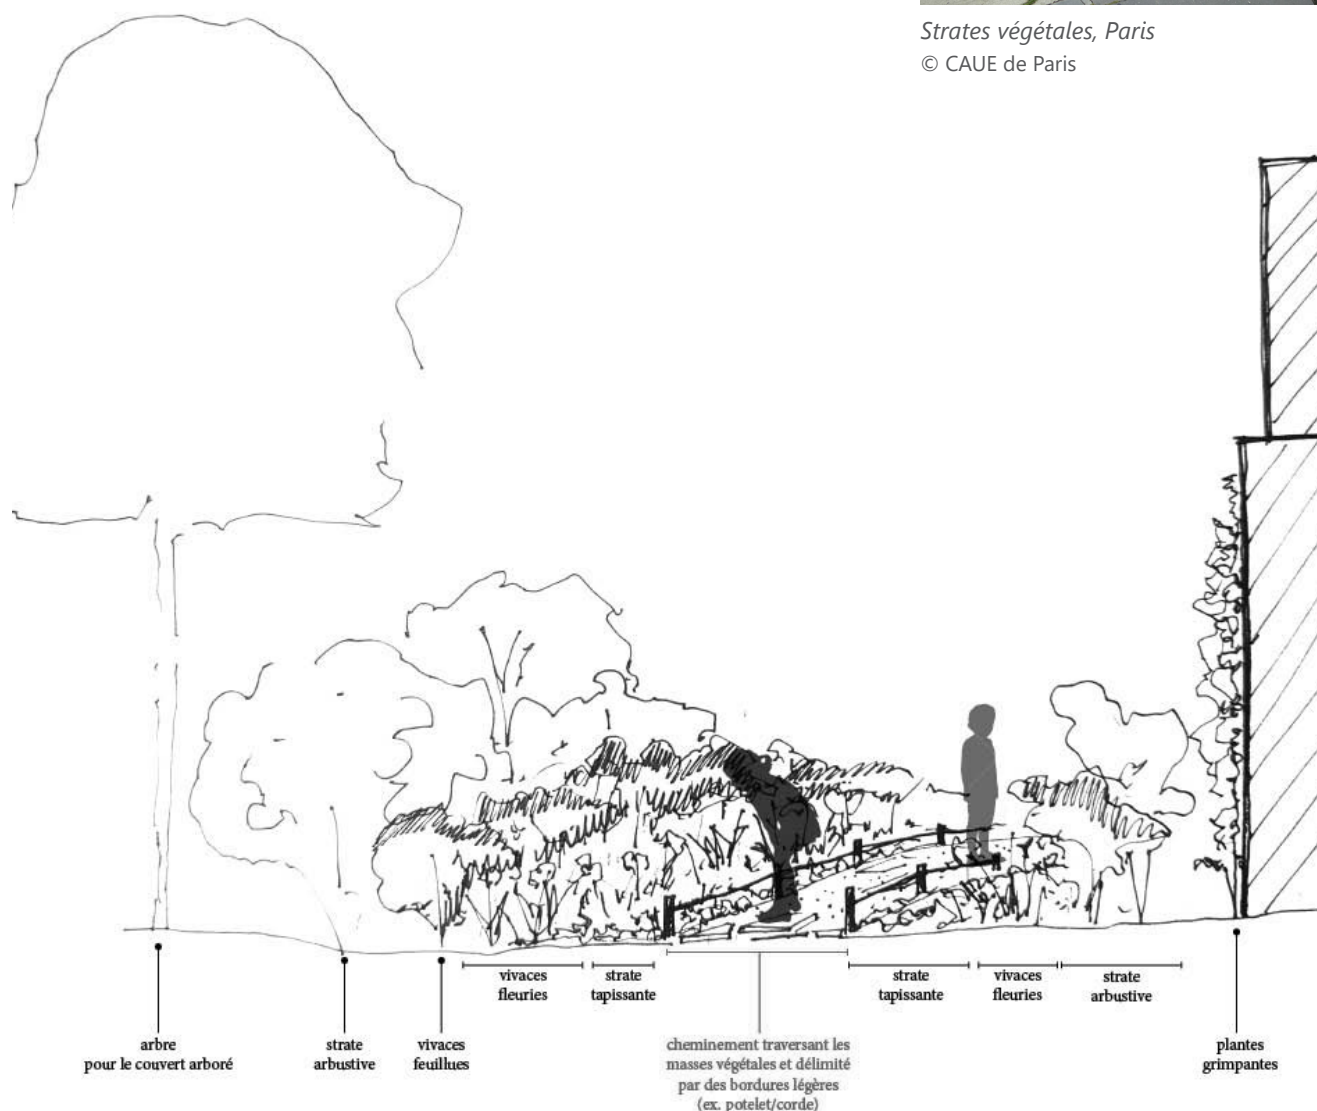 Strates végétales, Paris
© CAUE de Paris
vivaces
fleuries
strate
tapissante
strate
tapissante
vivaces
fleuries
strate
arbustive
arbre
pour le couvert arboré
strate
arbustive
vivaces
feuillues
cheminement traversant les
masses végétales et délimité
par des bordures légères
(ex. potelet/corde)
plantes
grimpantes